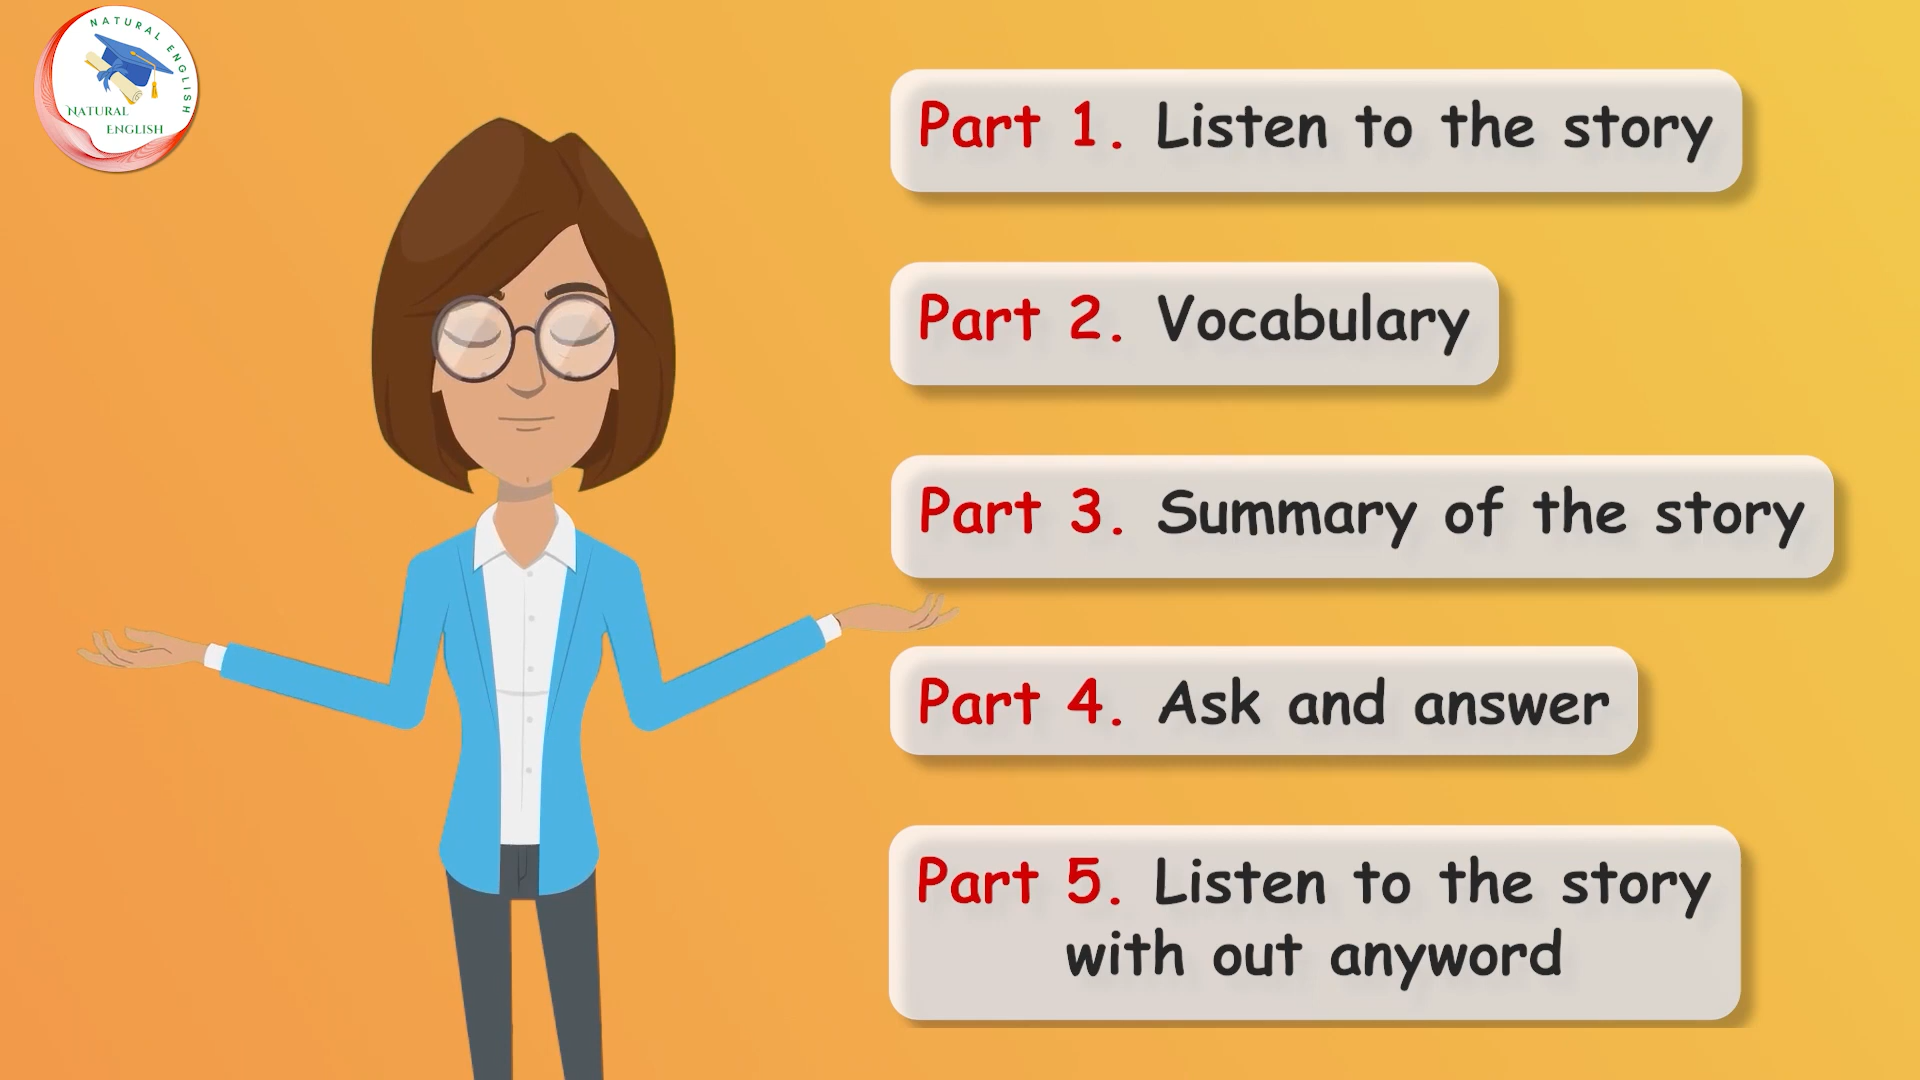 NATURAL ENGLISH
NATURAL
ENGLISH
Part 1. Listen to the story
Part 2. Vocabulary
Part 3. Summary of the story
Part 4. Ask and answer
Part 5. Listen to the story
with out anyword